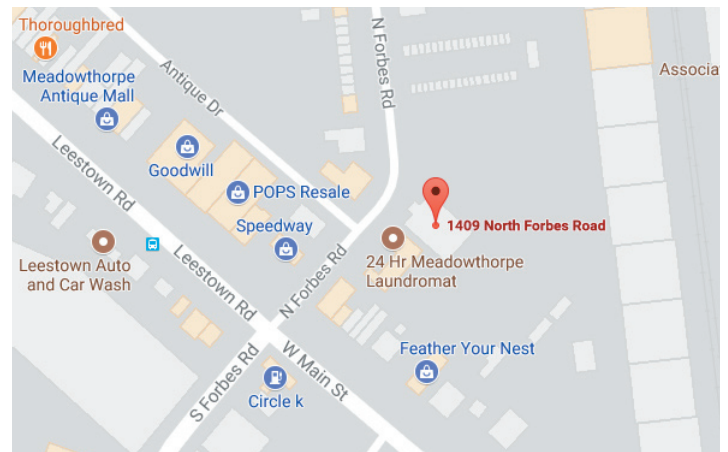 Thoroughbred
Meadowthorpe
Antique Mall
Antique Dr
N Forbes Rd
Associa
Leestown Rd
Goodwill
POPS Resale
Speedway
1409 North Forbes Road
Leestown Auto
and Car Wash
Leestown Rd
N Forbes Rd
24 Hr Meadowthorpe
Laundromat
S Forbes Rd
W Main St
Feather Your Nest
Circle k